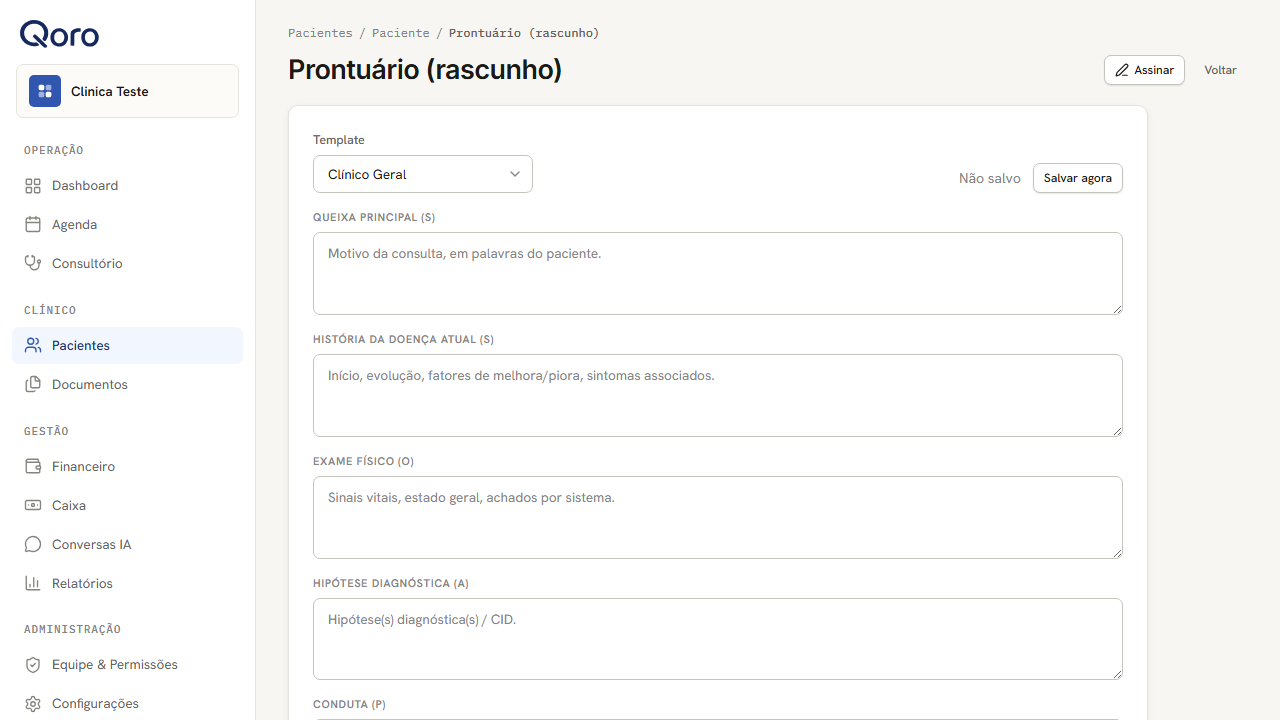 Qoro
Clinica Teste
OPERAÇÃO
Dashboard
Agenda
Consultório
CLÍNICO
Pacientes
Documentos
GESTÃO
Financeiro
Caixa
Conversas IA
Relatórios
ADMINISTRAÇÃO
Equipe & Permissões
Configurações
Pacientes / Paciente / Prontuário (rascunho)
Prontuário (rascunho)
Assinar
Voltar
Template
Clínico Geral
Não salvo
Salvar agora
QUEIXA PRINCIPAL (S)
Motivo da consulta, em palavras do paciente.
HISTÓRIA DA DOENÇA ATUAL (S)
Início, evolução, fatores de melhora/piora, sintomas associados.
EXAME FÍSICO (O)
Sinais vitais, estado geral, achados por sistema.
HIPÓTESE DIAGNÓSTICA (A)
Hipótese(s) diagnóstica(s) / CID.
CONDUTA (P)